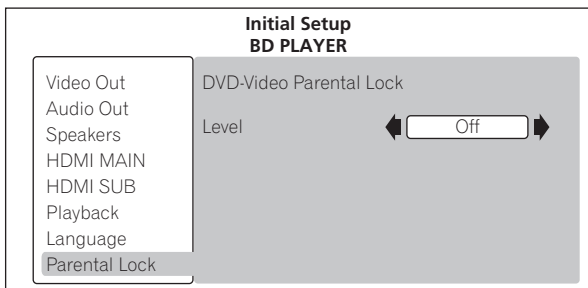 Initial Setup
BD PLAYER
Video Out
Audio Out
Speakers
HDMI MAIN
HDMI SUB
Playback
Language
Parental Lock
DVD-Video Parental Lock
Level Off